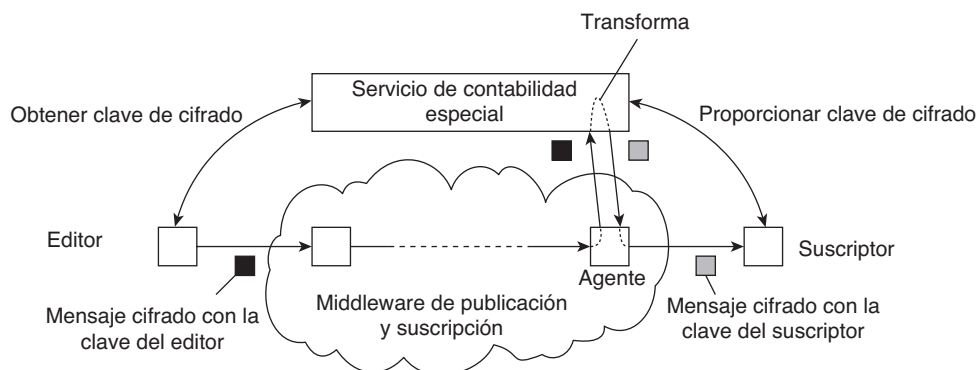 Transforma
Servicio de contabilidad
especial
Obtener clave de cifrado
Proporcionar clave de cifrado
Editor
Suscriptor
Agente
Mensaje cifrado con la
clave del editor
Middleware de publicación
y suscripción
Mensaje cifrado con la
clave del suscriptor